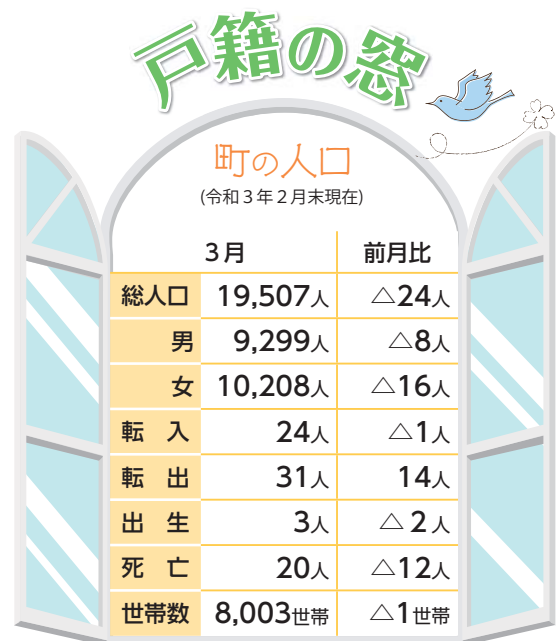 戸籍の窓
町の人口
(令和3年2月末現在)
3月 前月比
総人口 19,507人 △24人
男 9,299人 △8人
女 10,208人 △16人
転 入 24人 △1人
転 出 31人 14人
出 生 3人 △2人
死 亡 20人 △12人
世帯数 8,003世帯 △1世帯